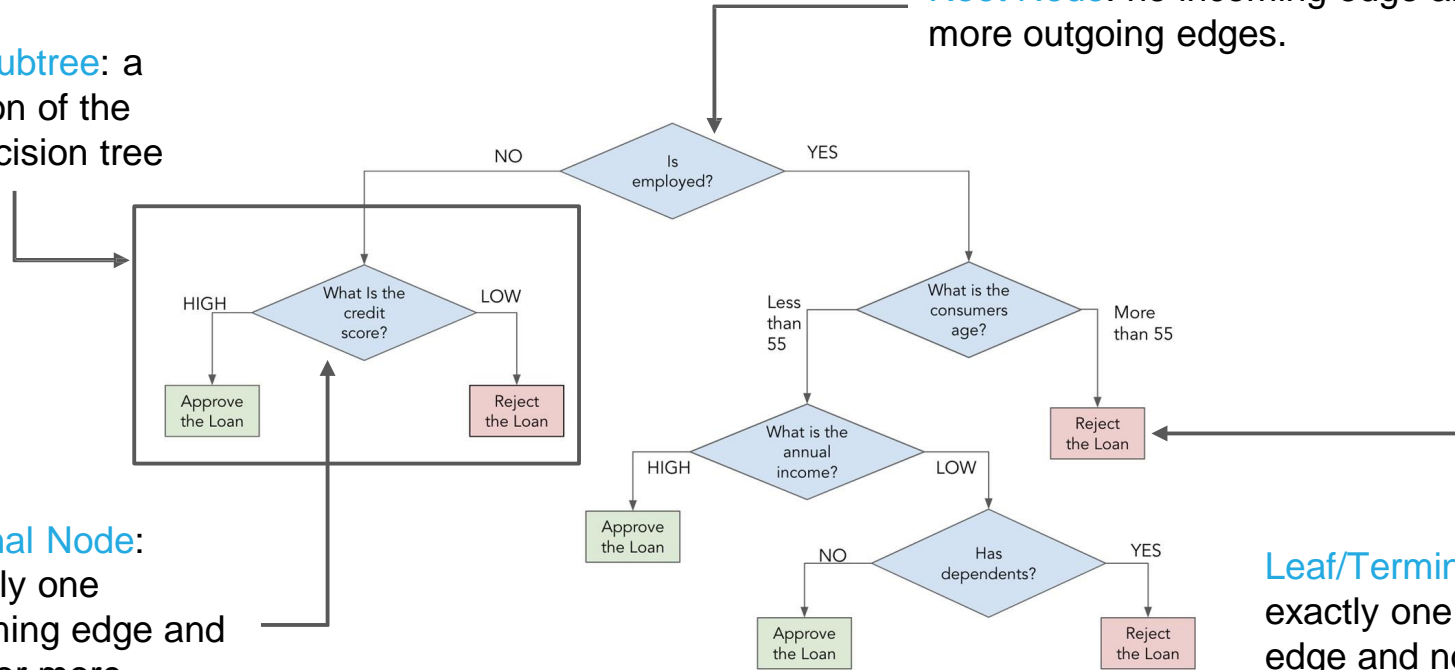 more outgoing edges.
ubtree: a
on of the
cision tree
NO
YES
Is
employed?
What Is the
credit
score?
HIGH
LOW
Approve
the Loan
Reject
the Loan
What is the
consumers
age?
Less
than
55
More
than 55
What is the
annual
income?
Reject
the Loan
HIGH
LOW
Approve
the Loan
Has
dependents?
NO
YES
Approve
the Loan
Reject
the Loan
nal Node:
ly one
ning edge and
Leaf/Termin
exactly one